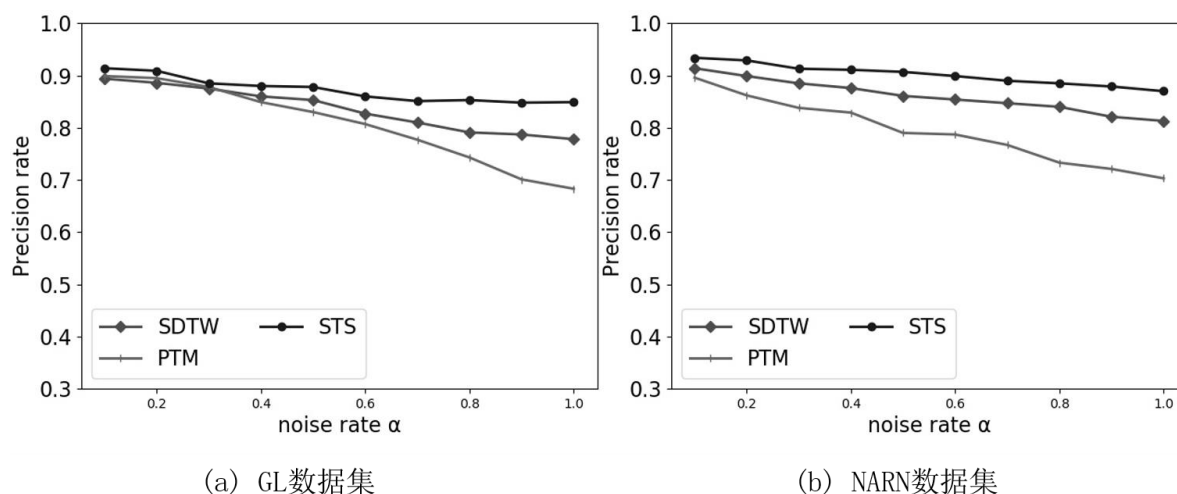 1.0
0.9
0.8
0.7
0.6
0.5
0.4
0.3
Precision rate
SDTW
STS
PTM
0.2 0.4 0.6 0.8 1.0
noise rate α
(a) GL数据集
1.0
0.9
0.8
0.7
0.6
0.5
0.4
0.3
Precision rate
SDTW
STS
PTM
0.2 0.4 0.6 0.8 1.0
noise rate α
(b) NARN数据集